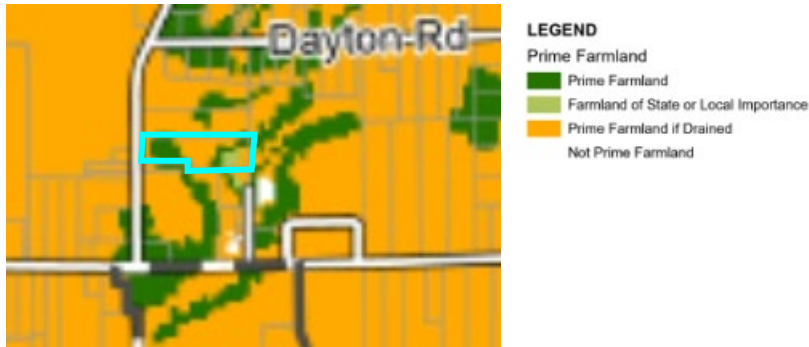 Dayton-Rd
LEGEND
Prime Farmland
Prime Farmland
Farmland of State or Local Importance
Prime Farmland if Drained
Not Prime Farmland